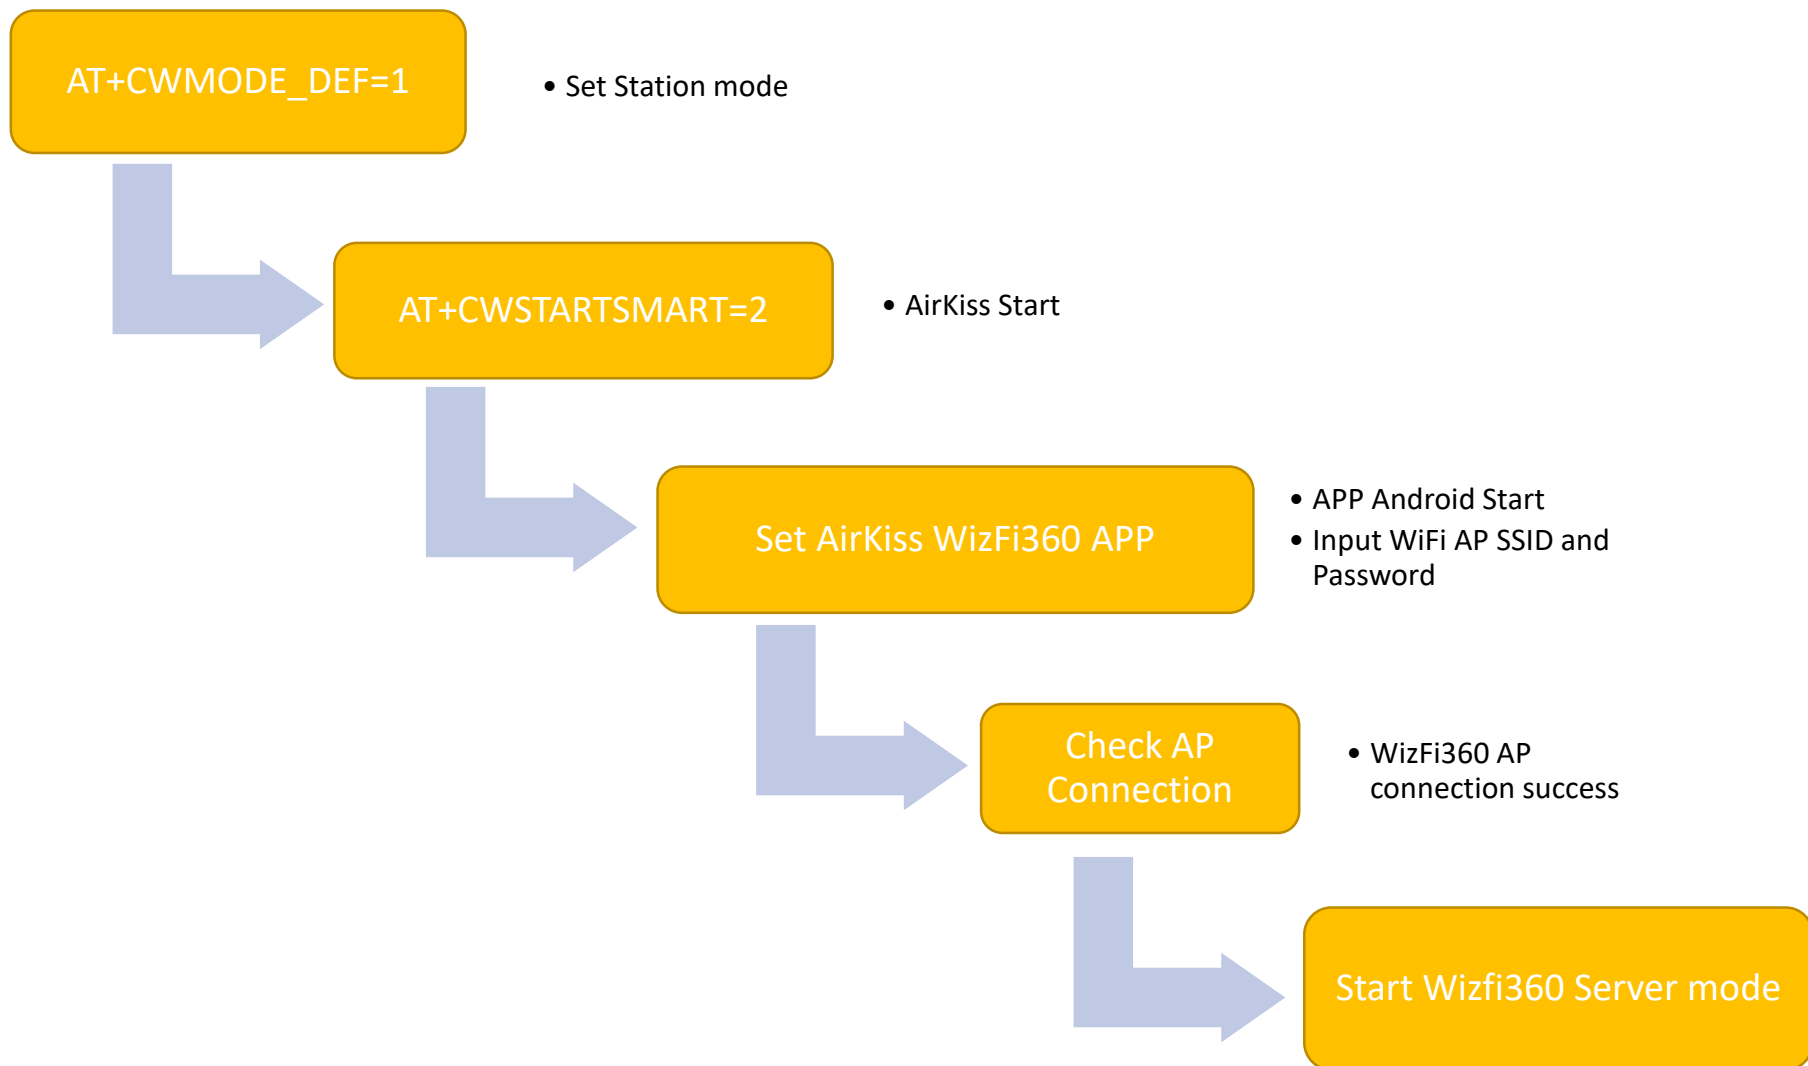 AT+CWMODE_DEF=1
• Set Station mode
AT+CWSTARTSMART=2
• AirKiss Start
Set AirKiss WizFi360 APP
• APP Android Start
• Input WiFi AP SSID and
Password
Check AP
Connection
• WizFi360 AP
connection success
Start Wizfi360 Server mode